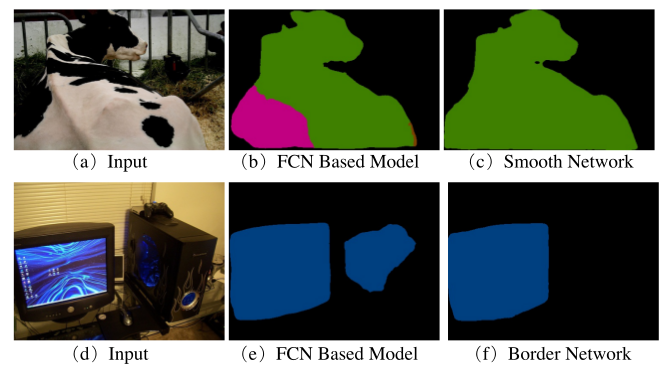 (a) Input
(b) FCN Based Model
(c) Smooth Network
(d) Input
(e) FCN Based Model
(f) Border Network